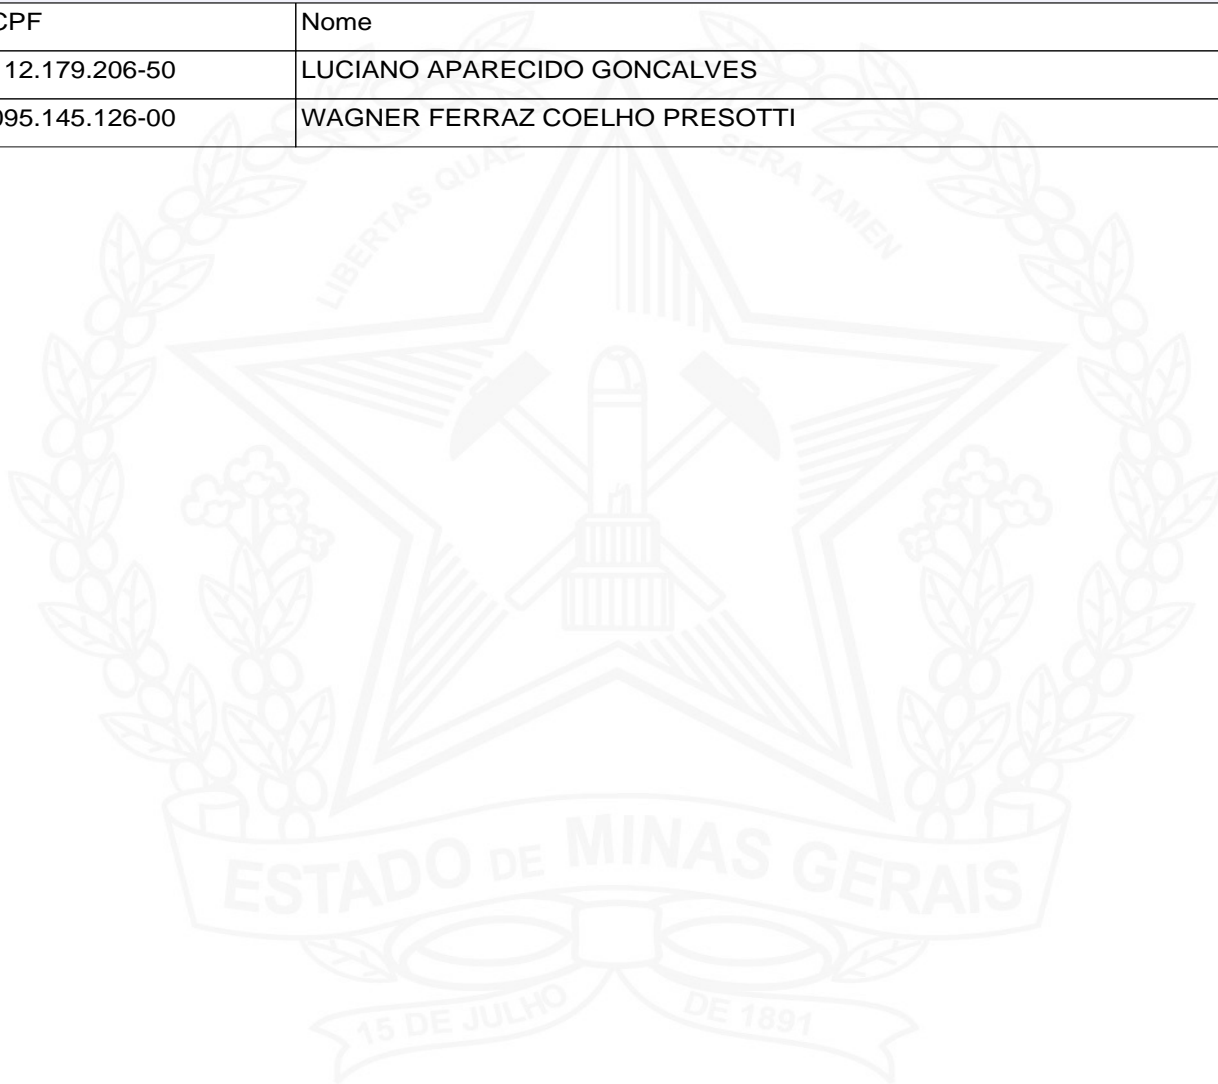 CPF Nome
12.179.206-50 LUCIANO APARECIDO GONCALVES
095.145.126-00 WAGNER FERRAZ COELHO PRESOTTI
LIBERTAS QUAE SERA TAMEN
ESTADO DE MINAS GERAIS
15 DE JULHO DE 1891